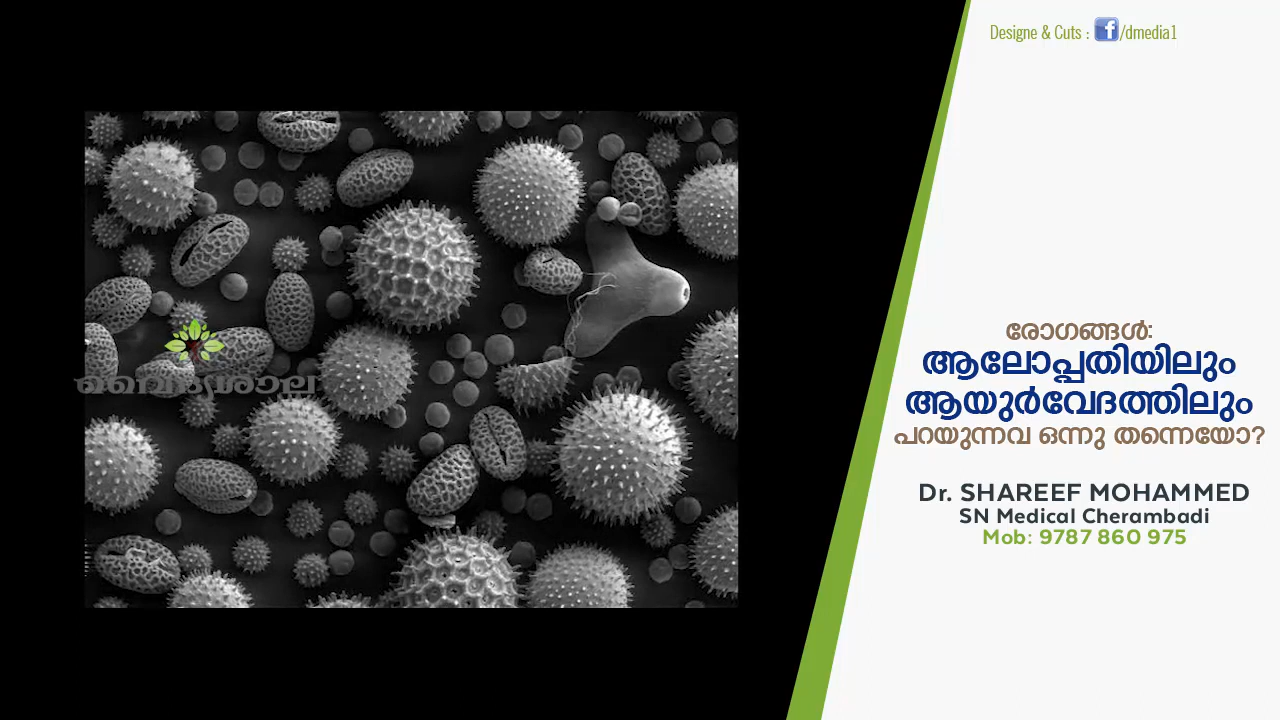 Designe & Cuts : f/dmedia1
വൈദ്യശാല
രോഗങ്ങൾ:
ആലോപ്പതിയിലും
ആയുർവേദത്തിലും
പറയുന്നവ ഒന്നു തന്നെയോ?
Dr. SHAREEF MOHAMMED
SN Medical Cherambadi
Mob: 9787 860 975